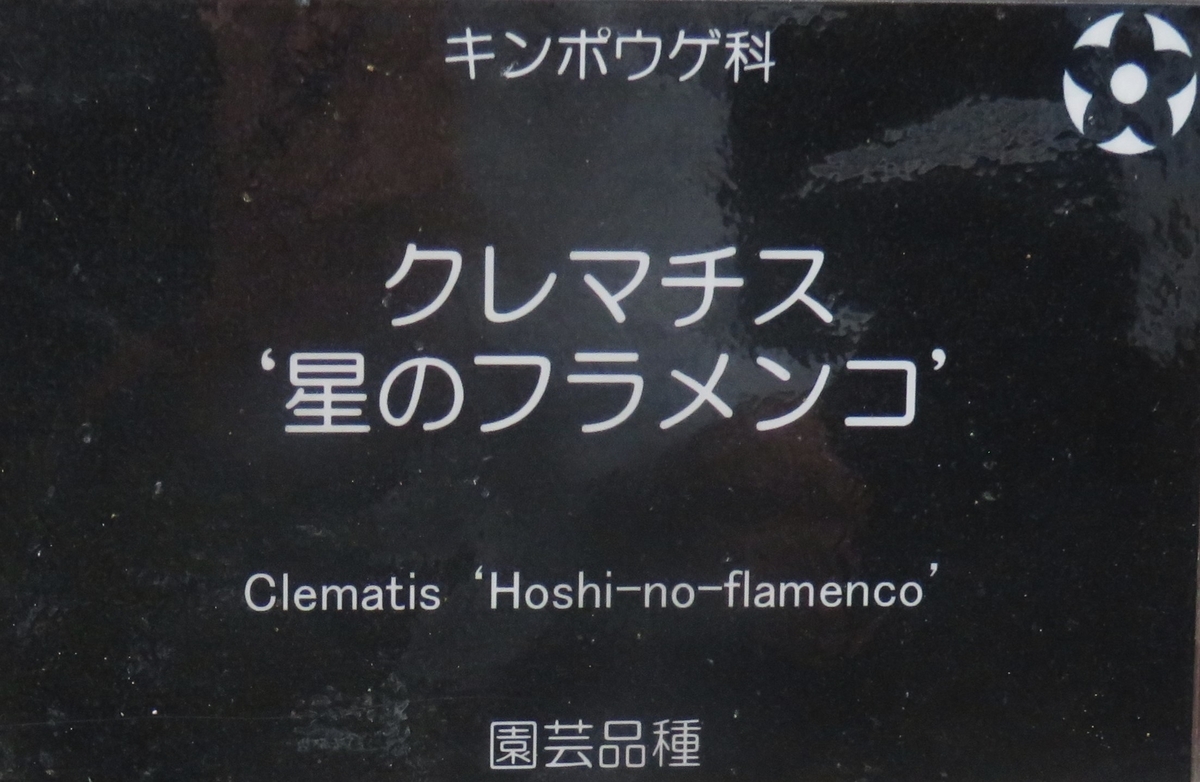 キンポウゲ科
クレマチス
‘星のフラメンコ’
Clematis ‘Hoshi-no-flamenco’
園芸品種